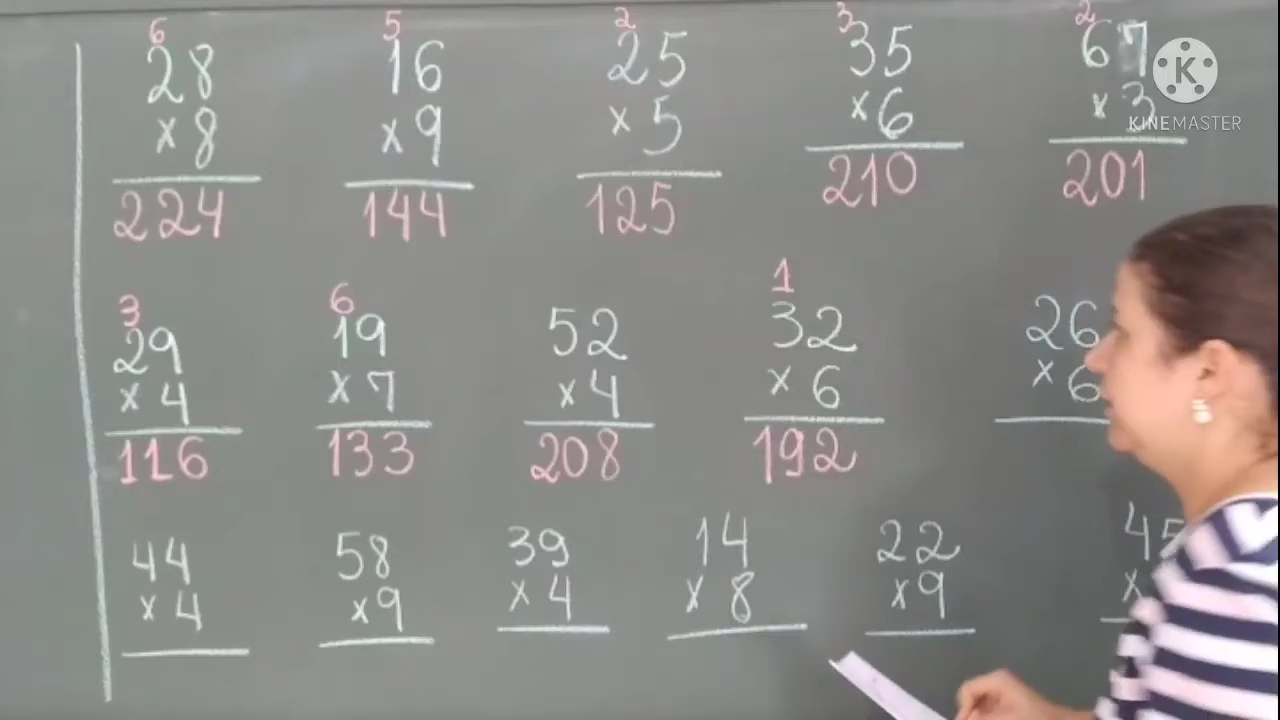 6 5 2 3 2
28 16 25 35 67
×8 ×9 ×5 ×6 ×3
224 144 125 210 201
K
KINEMASTER
3 6 1
29 19 52 32 26
×4 ×7 ×4 ×6 ×6
116 133 208 192
44 58 39 14 22 45
×4 ×9 ×4 ×8 ×9 ×